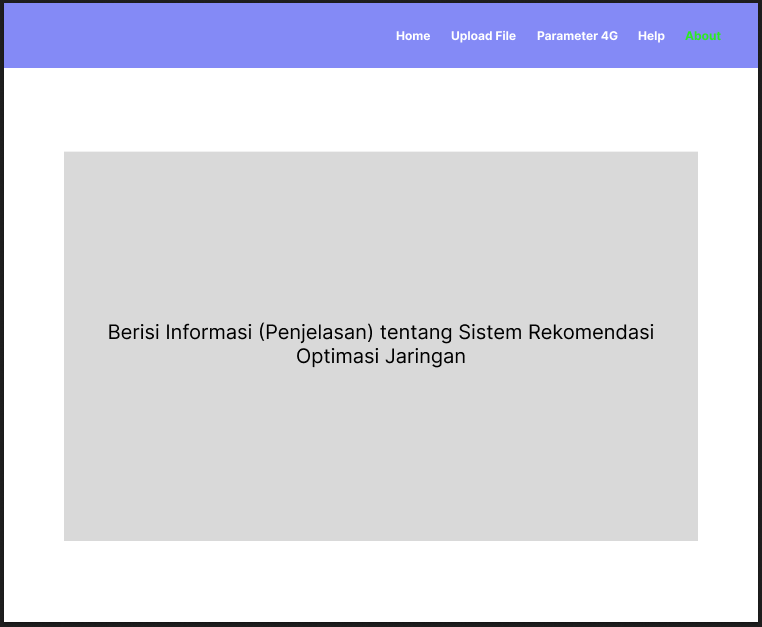 Home Upload File Parameter 4G Help About
Berisi Informasi (Penjelasan) tentang Sistem Rekomendasi
Optimasi Jaringan